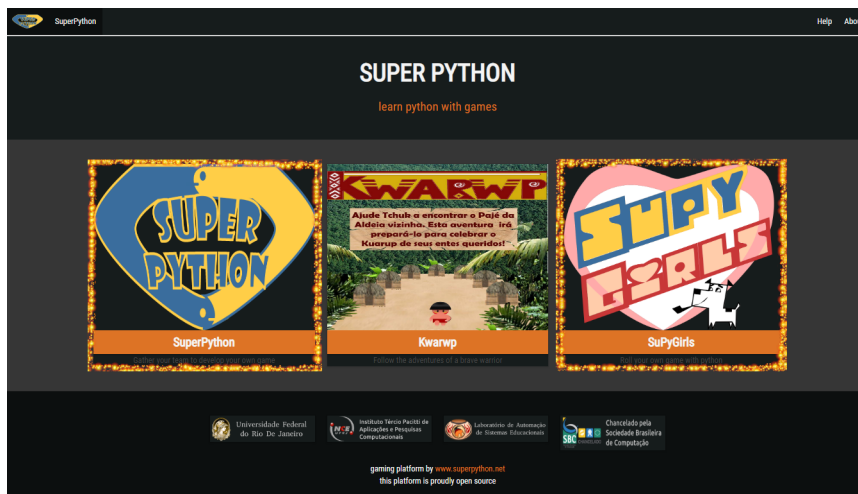 SuperPython
Help Abo
SUPER PYTHON
learn python with games
SUPER
PYTHON
KWARWP
Ajude Tchub a encontrar o Pajé da
Aldeia vizinha. Esta aventura irá
prepará-lo para celebrar o
Kuarup de seus entes queridos!
SUPY
GIRLS
SuperPython
Kwarwp
SuPyGirls
Gather your team to develop your own game
Follow the adventures of a brave warrior
Roll your own game with python
Universidade Federal
do Rio De Janeiro
Instituto Tércio Pacitti de
Aplicações e Pesquisas
Computacionais
Laboratório de Automação
de Sistemas Educacionais
SBC
Chancelado pela
Sociedade Brasileira
de Computação
gaming platform by www.superpython.net
this platform is proudly open source